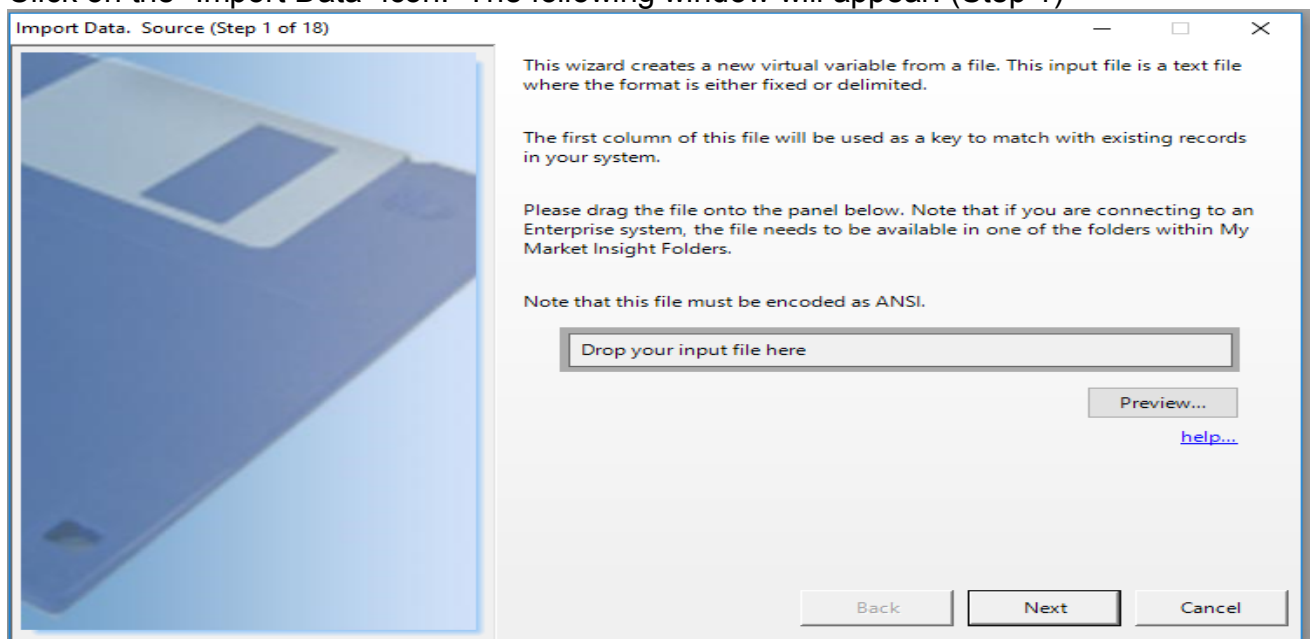 Click on the "Import Data" icon. The following window will appear: (Step 1)
Import Data.  Source (Step 1 of 18)
This wizard creates a new virtual variable from a file. This input file is a text file
where the format is either fixed or delimited.
The first column of this file will be used as a key to match with existing records
in your system.
Please drag the file onto the panel below. Note that if you are connecting to an
Enterprise system, the file needs to be available in one of the folders within My
Market Insight Folders.
Note that this file must be encoded as ANSI.
Drop your input file here
Preview...
help...
Back
Next
Cancel